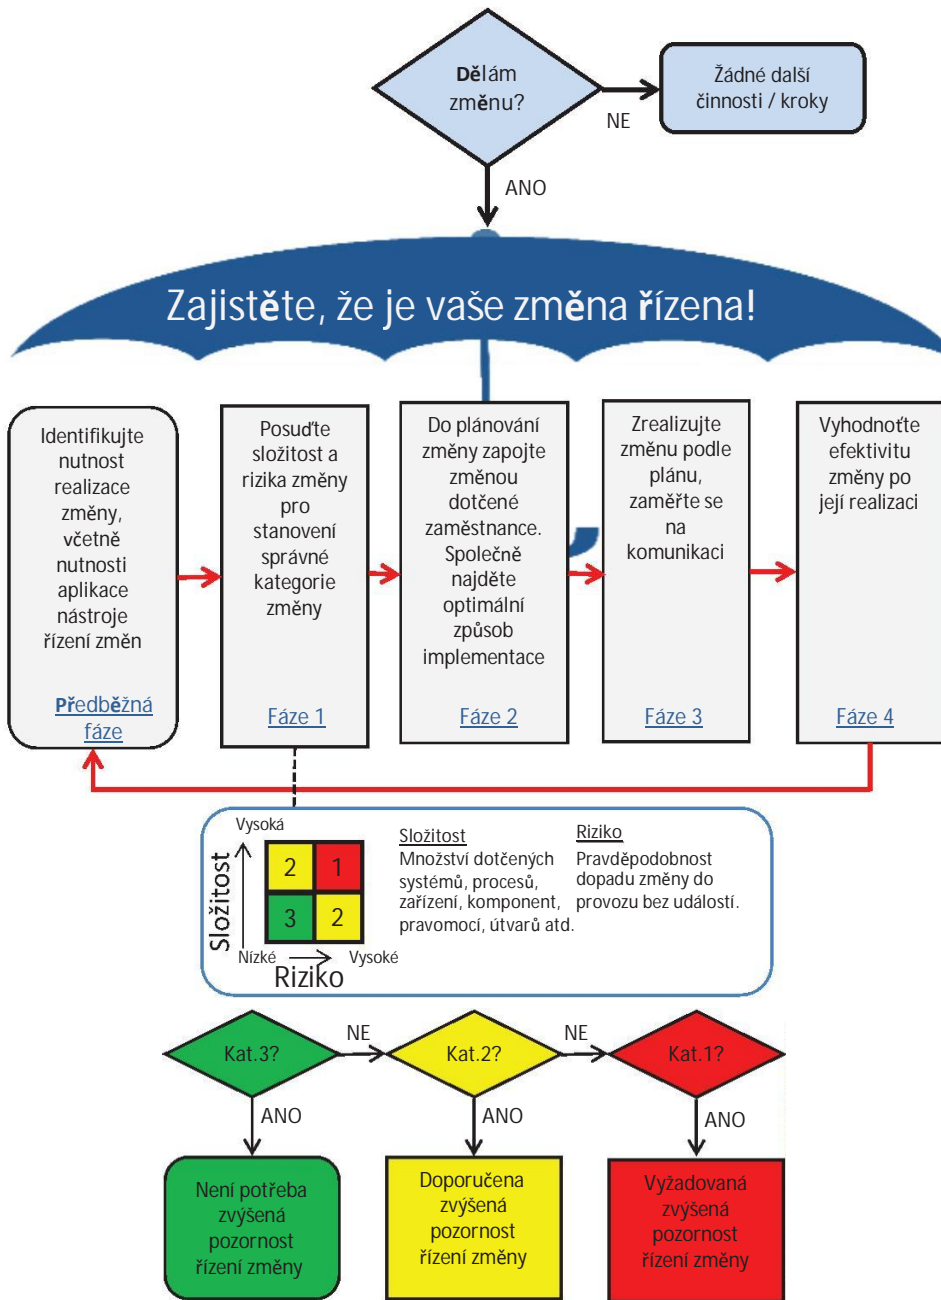 Dělám
změnu?
NE
Žádné další
činnosti / kroky
ANO
Zajistěte, že je vaše změna řízena!
Identifikujte
nutnost
realizace
změny,
včetně
nutnosti
aplikace
nástroje
řízení změn
Předběžná
fáze
Posuďte
složitost a
rizika změny
pro
stanovení
správné
kategorie
změny
Fáze 1
Do plánování
změny zapojte
změnou
dotčené
zaměstnance.
Společně
najděte
optimální
způsob
implementace
Fáze 2
Zrealizujte
změnu podle
plánu,
zaměřte se
na
komunikaci
Fáze 3
Vyhodnoťte
efektivitu
změny po
její realizaci
Fáze 4
Vysoká
Složitost
2 1
3 2
Nízké Vysoké
Riziko
Složitost
Množství dotčených
systémů, procesů,
zařízení, komponent,
pravomocí, útvarů atd.
Riziko
Pravděpodobnost
dopadu změny do
provozu bez událostí.
Kat.3?
NE
Kat.2?
NE
Kat.1?
ANO
ANO
ANO
Není potřeba
zvýšená
pozornost
řízení změny
Doporučena
zvýšená
pozornost
řízení změny
Vyžadovaná
zvýšená
pozornost
řízení změny